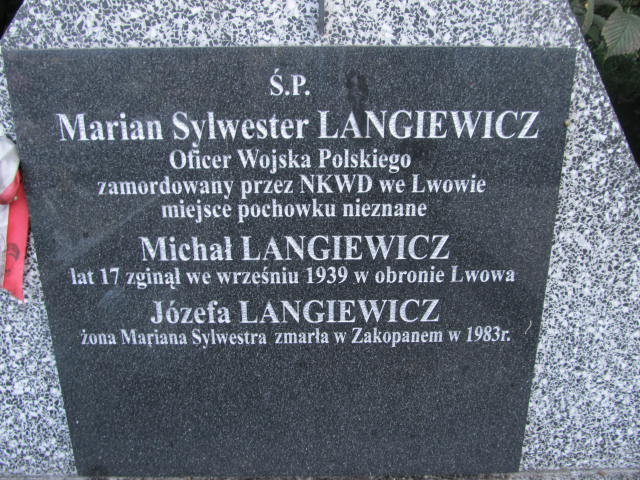 Ś.P.
Marian Sylwester LANGIEWICZ
Oficer Wojska Polskiego
zamordowany przez NKWD we Lwowie
miejsce pochowku nieznane
Michał LANGIEWICZ
lat 17 zginął we wrześniu 1939 w obronie Lwowa
Józefa LANGIEWICZ
żona Mariana Sylwestra zmarła w Zakopanem w 1983r.